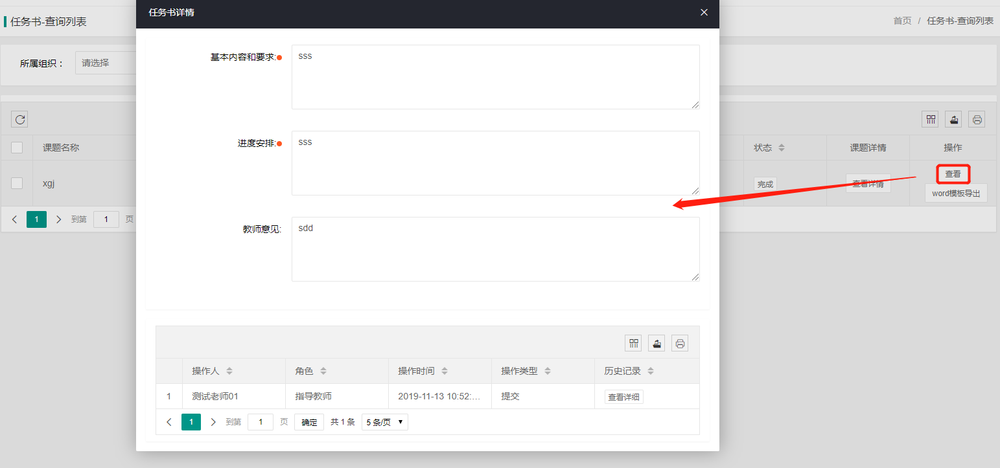 任务书详情
任务书-查询列表
首页 / 任务书-查询列表
所属组织：
请选择
基本内容和要求:
sss
进度安排:
sss
教师意见:
sdd
课题名称
状态
课题详情
操作
xgj
完成
查看详情
查看
word模板导出
1
到第
1
页
操作人
角色
操作时间
操作类型
历史记录
1
测试老师01
指导教师
2019-11-13 10:52:...
提交
查看详细
1
到第
1
页
确定
共 1 条
5 条/页